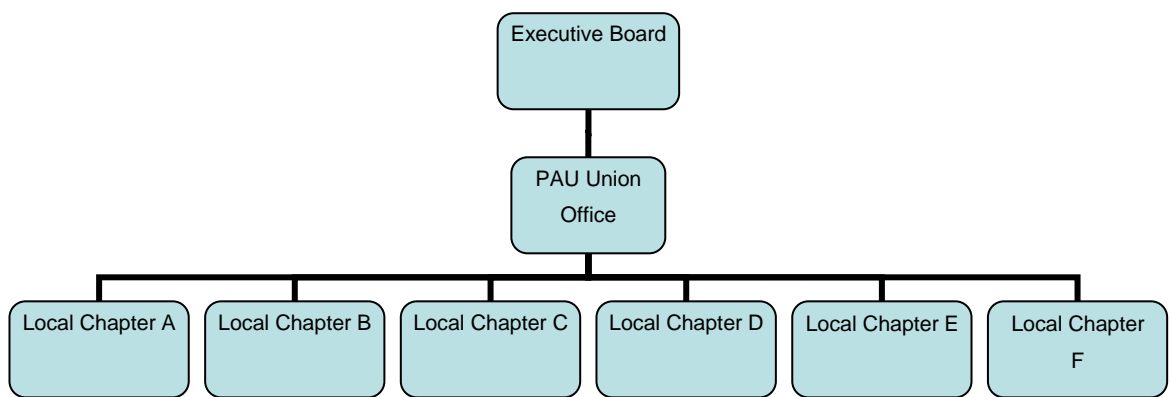 Executive Board
PAU Union
Office
Local Chapter A
Local Chapter B
Local Chapter C
Local Chapter D
Local Chapter E
Local Chapter
F